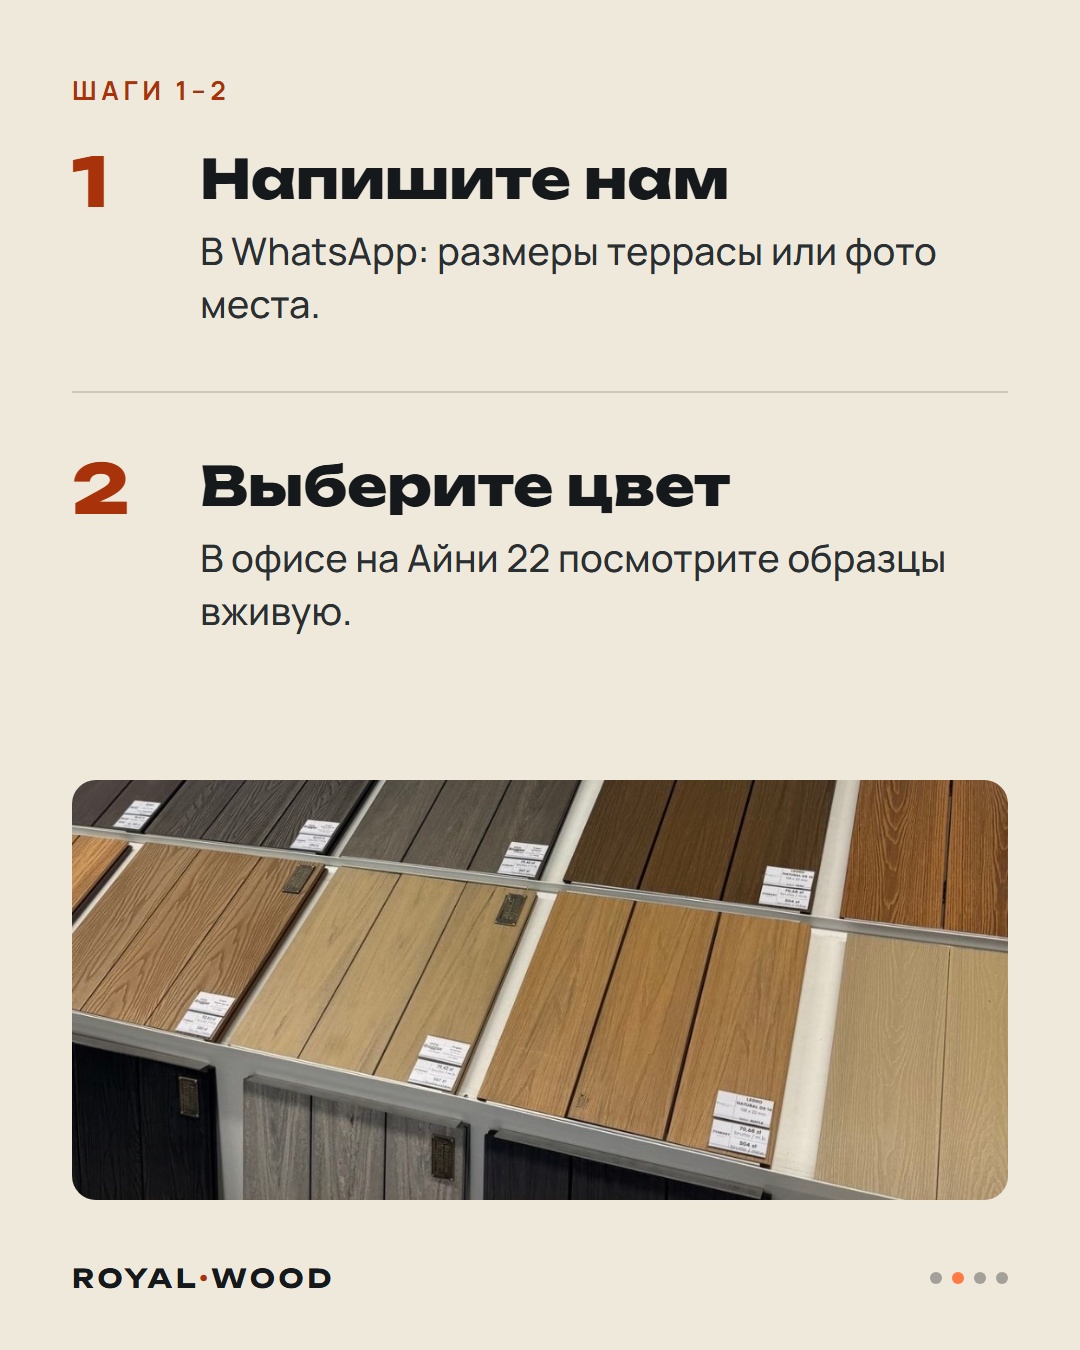 ШАГИ 1–2
1
Напишите нам
В WhatsApp: размеры террасы или фото
места.
2
Выберите цвет
В офисе на Айни 22 посмотрите образцы
вживую.
ROYAL·WOOD